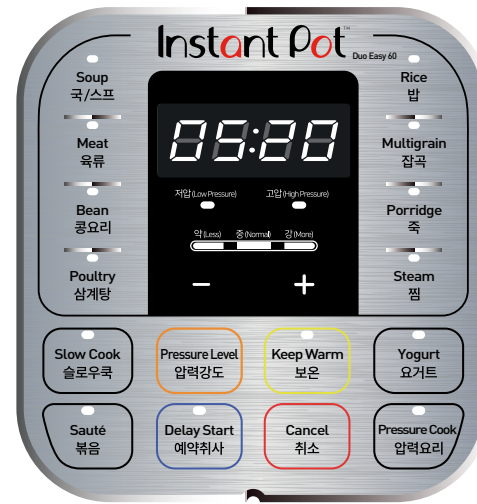 Instant Pot™
Duo Easy 60
Soup
국/스프
Rice
밥
05:20
Meat
육류
Multigrain
잡곡
저압(Low Pressure) 고압(High Pressure)
Bean
콩요리
Porridge
죽
약(Less) 중(Normal) 강(More)
Poultry
삼계탕
− +
Steam
찜
Slow Cook
슬로우쿡
Pressure Level
압력강도
Keep Warm
보온
Yogurt
요거트
Sauté
볶음
Delay Start
예약취사
Cancel
취소
Pressure Cook
압력요리